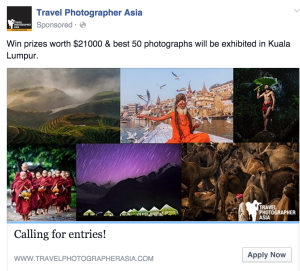 Travel Photographer Asia
Sponsored ·
Win prizes worth $21000 & best 50 photographs will be exhibited in Kuala
Lumpur.
TRAVEL
PHOTOGRAPHER
ASIA
Calling for entries!
WWW.TRAVELPHOTOGRAPHERASIA.COM
Apply Now